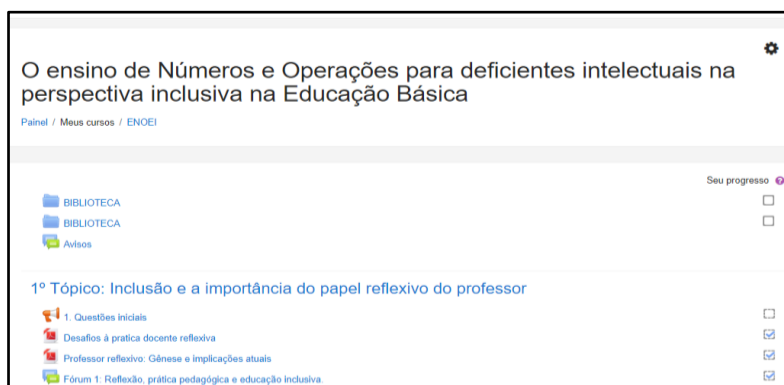 O ensino de Números e Operações para deficientes intelectuais na
perspectiva inclusiva na Educação Básica
Painel / Meus cursos / ENOEI
Seu progresso
BIBLIOTECA
BIBLIOTECA
Avisos
1º Tópico: Inclusão e a importância do papel reflexivo do professor
1. Questões iniciais
Desafios à pratica docente reflexiva
Professor reflexivo: Gênese e implicações atuais
Fórum 1: Reflexão, prática pedagógica e educação inclusiva.